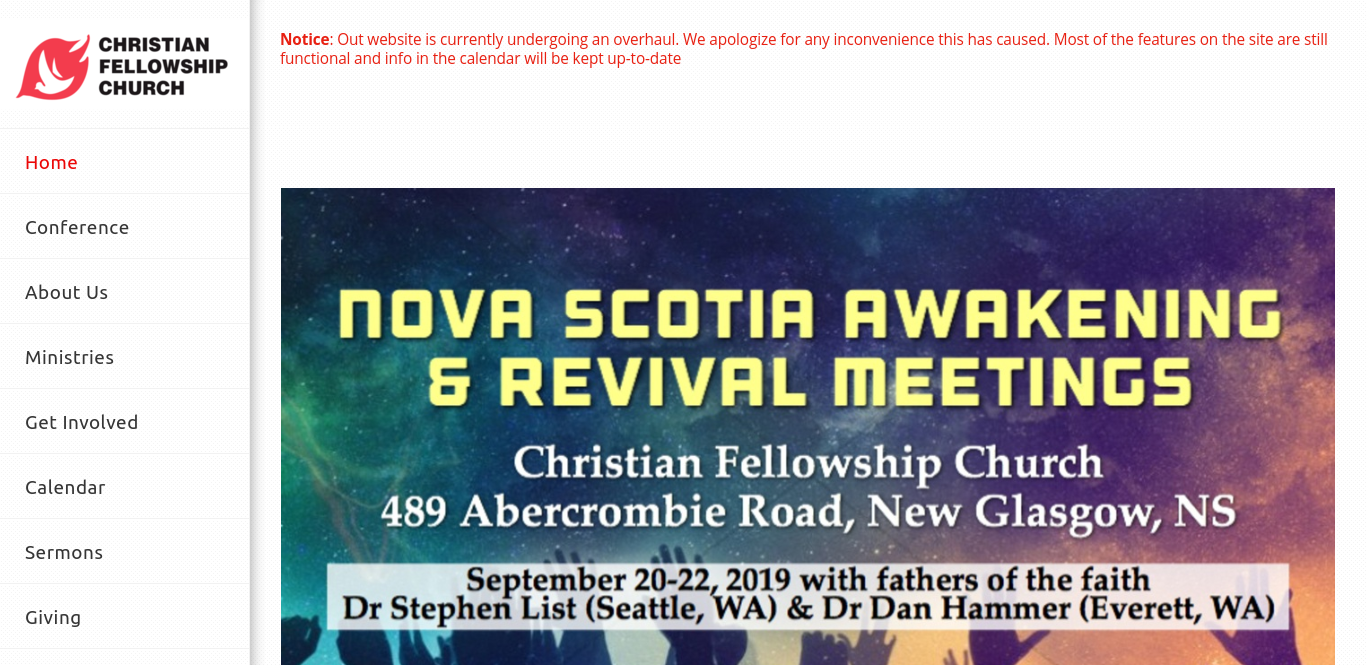 CHRISTIAN
FELLOWSHIP
CHURCH
Home
Conference
About Us
Ministries
Get Involved
Calendar
Sermons
Giving
Notice: Out website is currently undergoing an overhaul. We apologize for any inconvenience this has caused. Most of the features on the site are still
functional and info in the calendar will be kept up-to-date
NOVA SCOTIA AWAKENING
& REVIVAL MEETINGS
Christian Fellowship Church
489 Abercrombie Road, New Glasgow, NS
September 20-22, 2019 with fathers of the faith
Dr Stephen List (Seattle, WA) & Dr Dan Hammer (Everett, WA)